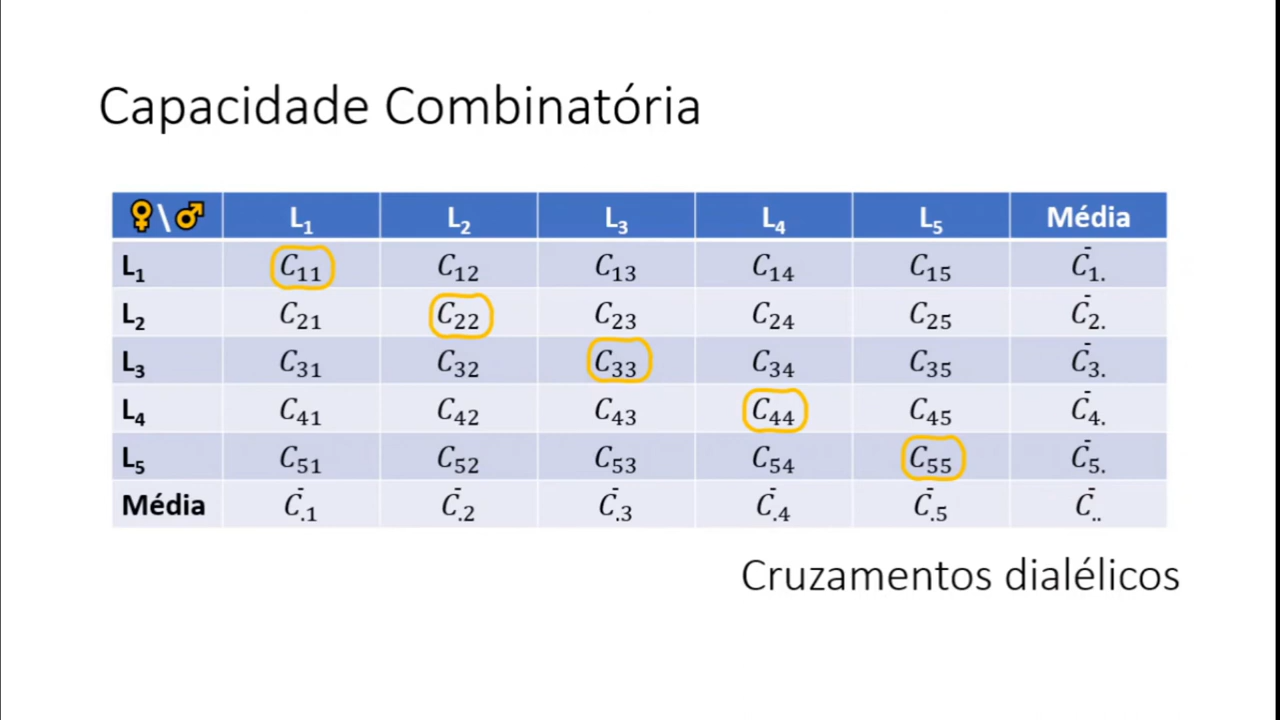 Capacidade Combinatória
♀\♂ L₁ L₂ L₃ L₄ L₅ Média
L₁ C₁₁ C₁₂ C₁₃ C₁₄ C₁₅ C̄₁.
L₂ C₂₁ C₂₂ C₂₃ C₂₄ C₂₅ C̄₂.
L₃ C₃₁ C₃₂ C₃₃ C₃₄ C₃₅ C̄₃.
L₄ C₄₁ C₄₂ C₄₃ C₄₄ C₄₅ C̄₄.
L₅ C₅₁ C₅₂ C₅₃ C₅₄ C₅₅ C̄₅.
Média C̄.₁ C̄.₂ C̄.₃ C̄.₄ C̄.₅ C̄..
Cruzamentos dialélicos